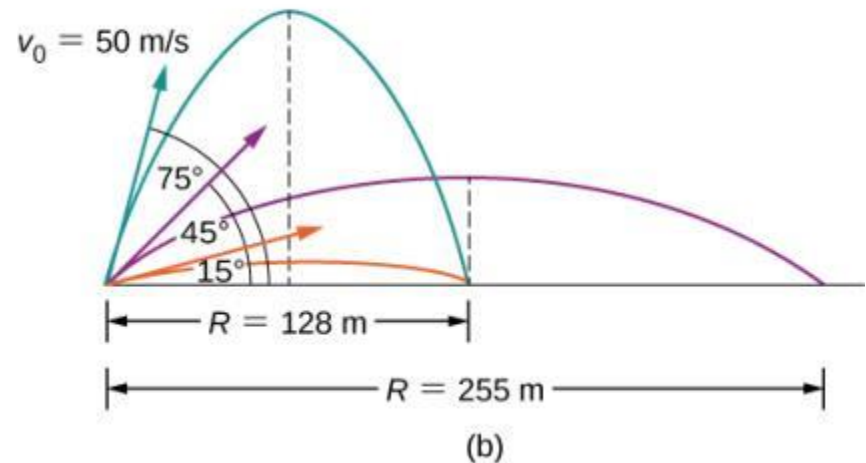 v₀ = 50 m/s
75°
45°
15°
R = 128 m
R = 255 m
(b)